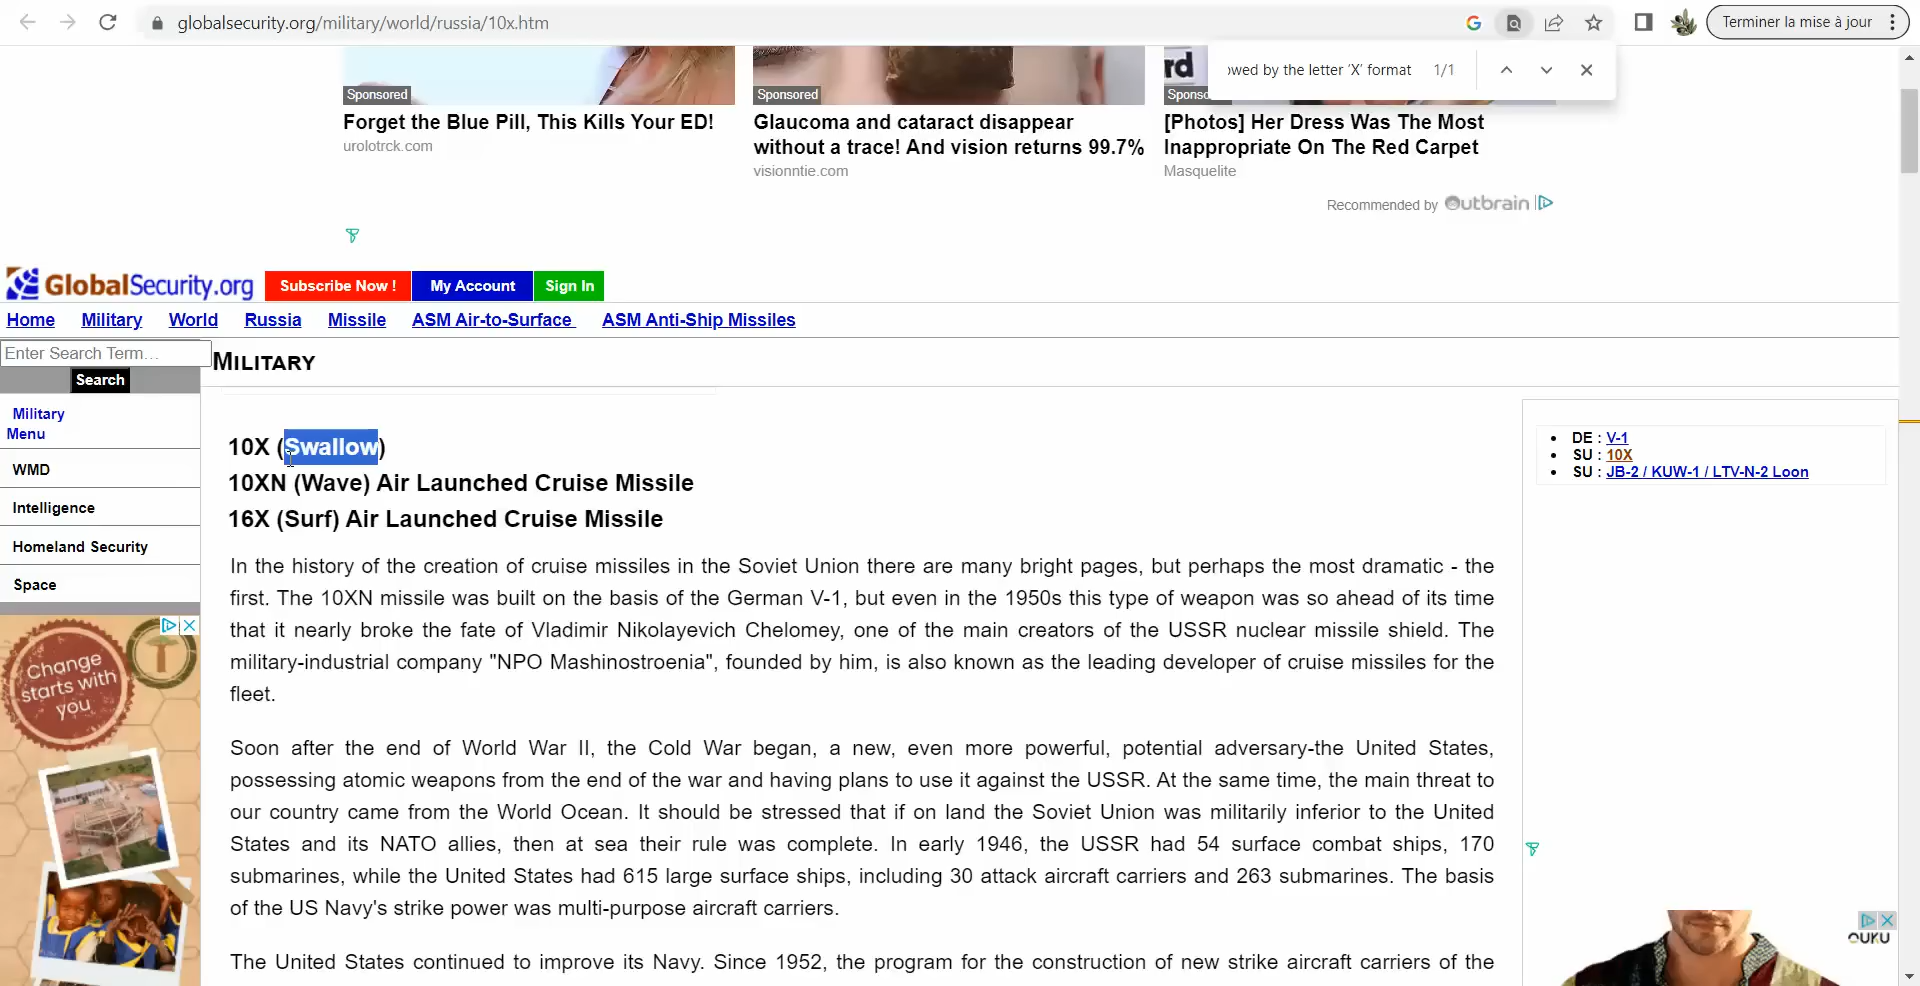 globalsecurity.org/military/world/russia/10x.htm
Terminer la mise à jour
owed by the letter 'X' format 1/1
Sponsored
Sponsored
rd
Forget the Blue Pill, This Kills Your ED!
urolotrck.com
Glaucoma and cataract disappear
without a trace! And vision returns 99.7%
visionntie.com
[Photos] Her Dress Was The Most
Inappropriate On The Red Carpet
Masquelite
Recommended by Outbrain
GlobalSecurity.org
Subscribe Now !
My Account
Sign In
Home Military World Russia Missile ASM Air-to-Surface ASM Anti-Ship Missiles
Enter Search Term...
Search
MILITARY
Military
Menu
WMD
Intelligence
Homeland Security
Space
Change
starts with
you
10X (Swallow)
10XN (Wave) Air Launched Cruise Missile
16X (Surf) Air Launched Cruise Missile
In the history of the creation of cruise missiles in the Soviet Union there are many bright pages, but perhaps the most dramatic - the
first. The 10XN missile was built on the basis of the German V-1, but even in the 1950s this type of weapon was so ahead of its time
that it nearly broke the fate of Vladimir Nikolayevich Chelomey, one of the main creators of the USSR nuclear missile shield. The
military-industrial company "NPO Mashinostroenia", founded by him, is also known as the leading developer of cruise missiles for the
fleet.
Soon after the end of World War II, the Cold War began, a new, even more powerful, potential adversary-the United States,
possessing atomic weapons from the end of the war and having plans to use it against the USSR. At the same time, the main threat to
our country came from the World Ocean. It should be stressed that if on land the Soviet Union was militarily inferior to the United
States and its NATO allies, then at sea their rule was complete. In early 1946, the USSR had 54 surface combat ships, 170
submarines, while the United States had 615 large surface ships, including 30 attack aircraft carriers and 263 submarines. The basis
of the US Navy's strike power was multi-purpose aircraft carriers.
The United States continued to improve its Navy. Since 1952, the program for the construction of new strike aircraft carriers of the
DE : V-1
SU : 10X
SU : JB-2 / KUW-1 / LTV-N-2 Loon